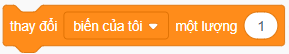 thay đổi biến của tôi một lượng 1